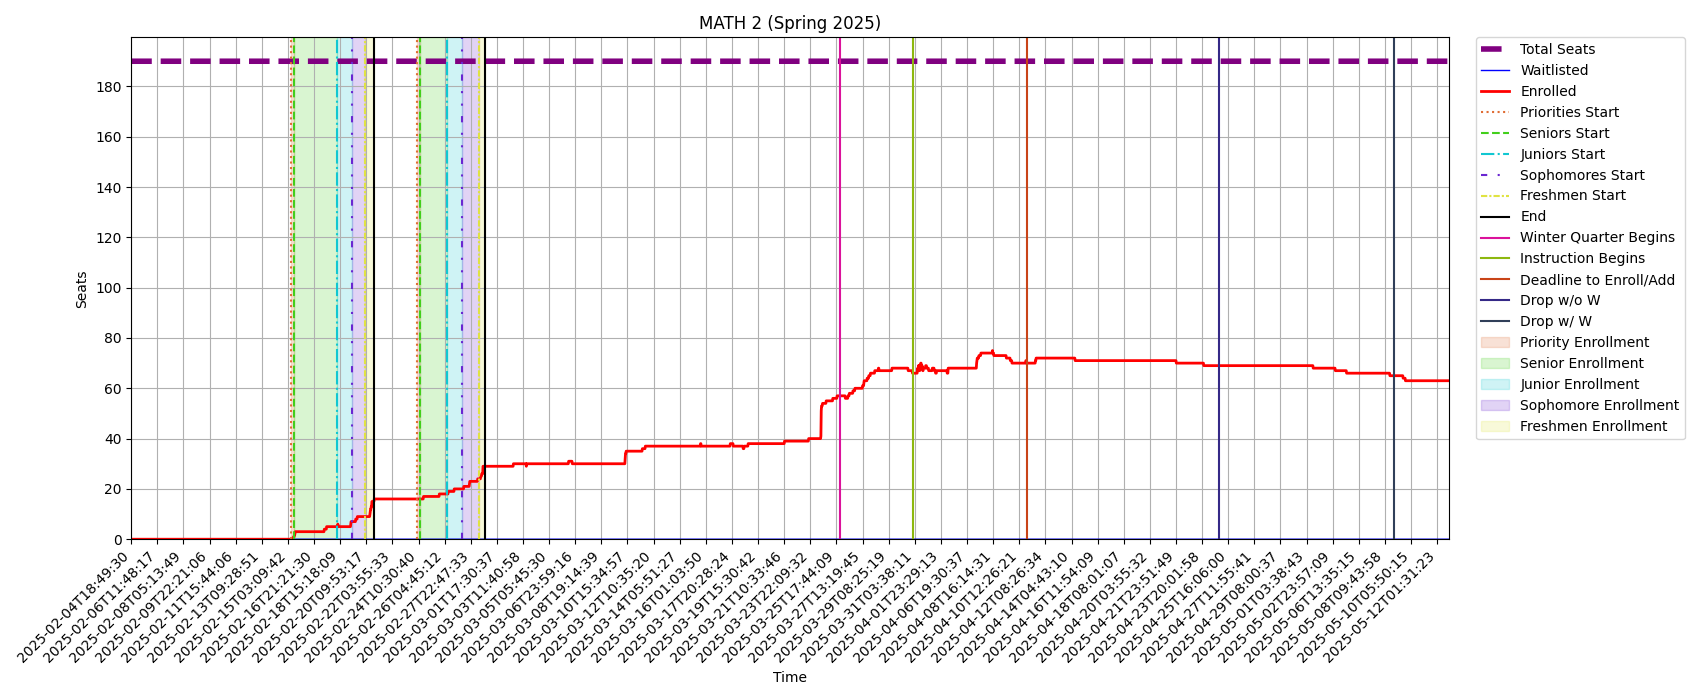 MATH 2 (Spring 2025)
Seats
180
160
140
120
100
80
60
40
20
0
2025-02-04T18:49:30
2025-02-06T11:48:17
2025-02-08T05:13:49
2025-02-09T22:21:06
2025-02-11T15:44:06
2025-02-13T09:28:51
2025-02-15T03:09:42
2025-02-16T21:21:30
2025-02-18T15:18:09
2025-02-20T09:53:17
2025-02-22T03:55:33
2025-02-24T10:30:40
2025-02-26T04:45:12
2025-02-27T22:47:33
2025-03-01T17:30:37
2025-03-03T11:40:58
2025-03-05T05:45:30
2025-03-06T23:59:16
2025-03-08T19:14:39
2025-03-10T15:34:57
2025-03-12T10:35:20
2025-03-14T05:51:27
2025-03-16T01:03:50
2025-03-17T20:28:24
2025-03-19T15:30:42
2025-03-21T10:33:46
2025-03-23T22:09:32
2025-03-25T17:44:09
2025-03-27T13:19:45
2025-03-29T08:25:19
2025-03-31T03:38:11
2025-04-01T23:29:13
2025-04-06T19:30:37
2025-04-08T16:14:31
2025-04-10T12:26:21
2025-04-12T08:26:34
2025-04-14T04:43:10
2025-04-16T11:54:09
2025-04-18T08:01:07
2025-04-20T03:55:32
2025-04-21T23:51:49
2025-04-23T20:01:58
2025-04-25T16:06:00
2025-04-27T11:55:41
2025-04-29T08:00:37
2025-05-01T03:38:43
2025-05-02T23:57:09
2025-05-06T13:35:15
2025-05-08T09:43:58
2025-05-10T05:50:15
2025-05-12T01:31:23
Time
Total Seats
Waitlisted
Enrolled
Priorities Start
Seniors Start
Juniors Start
Sophomores Start
Freshmen Start
End
Winter Quarter Begins
Instruction Begins
Deadline to Enroll/Add
Drop w/o W
Drop w/ W
Priority Enrollment
Senior Enrollment
Junior Enrollment
Sophomore Enrollment
Freshmen Enrollment